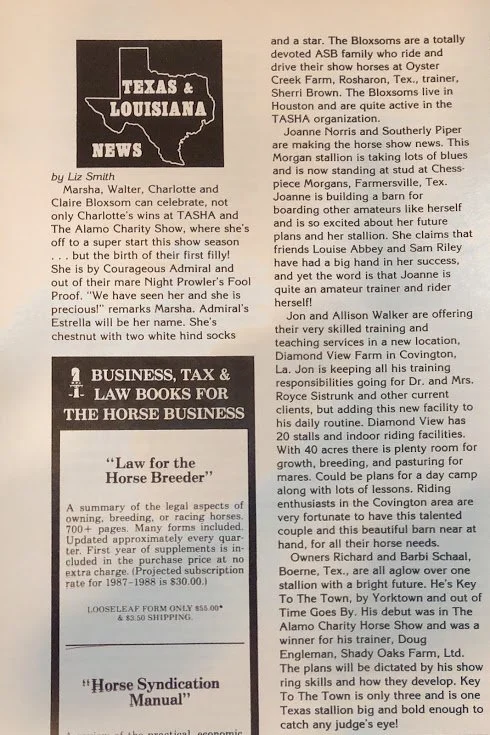 TEXAS &
LOUISIANA
NEWS
by Liz Smith
Marsha, Walter, Charlotte and
Claire Bloxsom can celebrate, not
only Charlotte's wins at TASHA and
The Alamo Charity Show, where she's
off to a super start this show season
. . . but the birth of their first filly!
She is by Courageous Admiral and
out of their mare Night Prowler's Fool
Proof. "We have seen her and she is
precious!" remarks Marsha. Admiral's
Estrella will be her name. She's
chestnut with two white hind socks
and a star. The Bloxsoms are a totally
devoted ASB family who ride and
drive their show horses at Oyster
Creek Farm, Rosharon, Tex., trainer,
Sherri Brown. The Bloxsoms live in
Houston and are quite active in the
TASHA organization.
Joanne Norris and Southerly Piper
are making the horse show news. This
Morgan stallion is taking lots of blues
and is now standing at stud at Chess-
piece Morgans, Farmersville, Tex.
Joanne is building a barn for
boarding other amateurs like herself
and is so excited about her future
plans and her stallion. She claims that
friends Louise Abbey and Sam Riley
have had a big hand in her success,
and yet the word is that Joanne is
quite an amateur trainer and rider
herself!
Jon and Allison Walker are offering
their very skilled training and
teaching services in a new location,
Diamond View Farm in Covington,
La. Jon is keeping all his training
responsibilities going for Dr. and Mrs.
Royce Sistrunk and other current
clients, but adding this new facility to
his daily routine. Diamond View has
20 stalls and indoor riding facilities.
With 40 acres there is plenty room for
growth, breeding, and pasturing for
mares. Could be plans for a day camp
along with lots of lessons. Riding
enthusiasts in the Covington area are
very fortunate to have this talented
couple and this beautiful barn near at
hand, for all their horse needs.
Owners Richard and Barbi Schaal,
Boerne, Tex., are all aglow over one
stallion with a bright future. He's Key
To The Town, by Yorktown and out of
Time Goes By. His debut was in The
Alamo Charity Horse Show and was a
winner for his trainer, Doug
Engleman, Shady Oaks Farm, Ltd.
The plans will be dictated by his show
ring skills and how they develop. Key
To The Town is only three and is one
Texas stallion big and bold enough to
catch any judge's eye!
BUSINESS, TAX &
LAW BOOKS FOR
THE HORSE BUSINESS
"Law for the
Horse Breeder"
A summary of the legal aspects of
owning, breeding, or racing horses.
700+ pages. Many forms included.
Updated approximately every quar-
ter. First year of supplements is in-
cluded in the purchase price at no
extra charge. (Projected subscription
rate for 1987-1988 is $30.00.)
LOOSELEAF FORM ONLY $55.00*
& $3.50 SHIPPING.
"Horse Syndication
Manual"